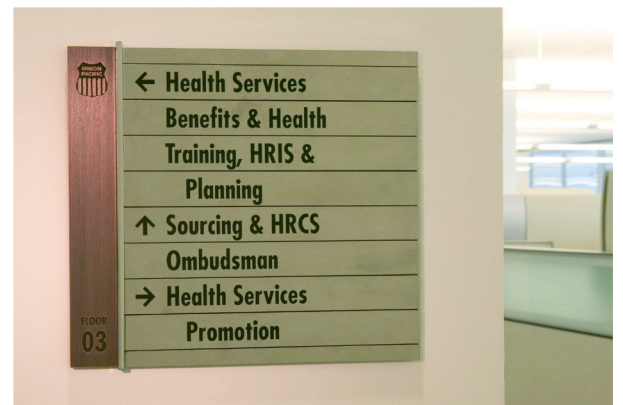 UNION
PACIFIC
← Health Services
Benefits & Health
Training, HRIS &
Planning
↑ Sourcing & HRCS
Ombudsman
→ Health Services
Promotion
FLOOR
03